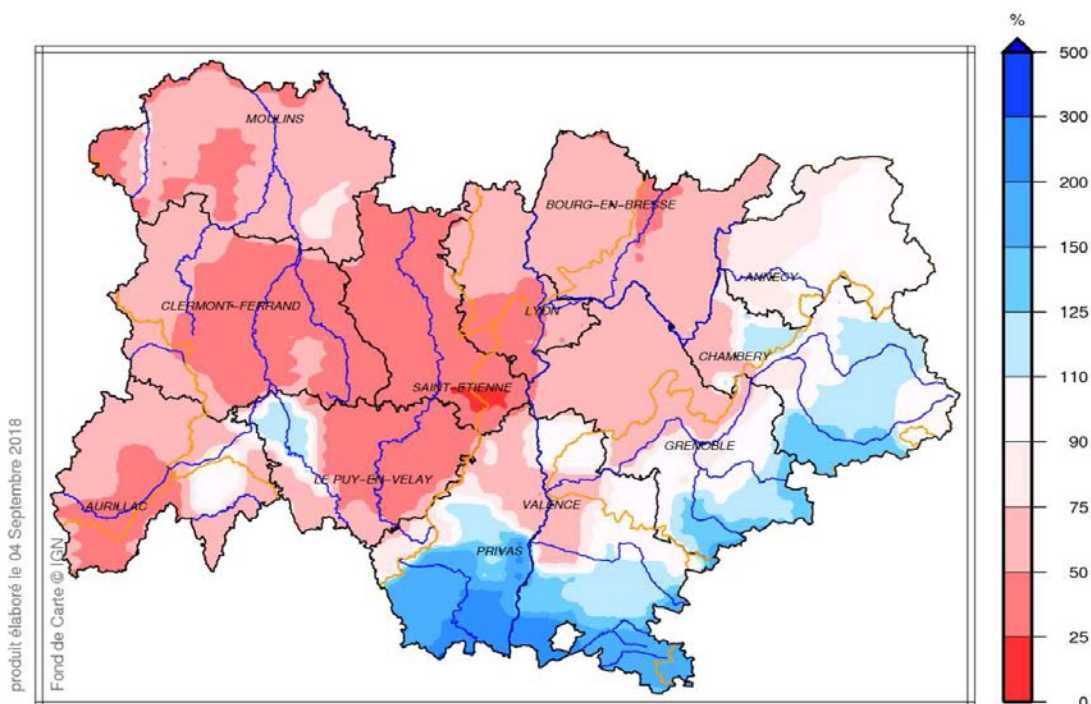 %
500
300
200
150
125
110
90
75
50
25
0
MOULINS
BOURG-EN-BRESSE
ANNECY
CLERMONT-FERRAND
LYON
CHAMBERY
SAINT-ETIENNE
GRENOBLE
LE PUY-EN-VELAY
AURILLAC
VALENCE
PRIVAS
produit élaboré le 04 Septembre 2018
Fond de Carte © IGN